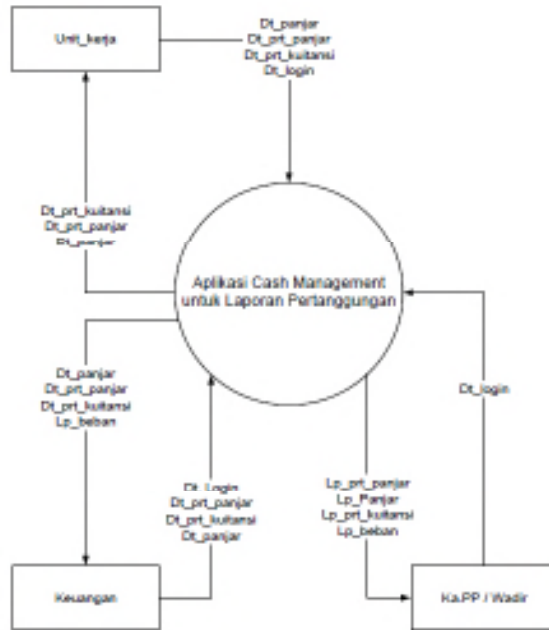 Unit_kerja
Dt_panjar
Dt_prt_panjar
Dt_prt_kuitansi
Dt_login
Dt_prt_kuitansi
Dt_prt_panjar
Dt_panjar
Aplikasi Cash Management
untuk Laporan Pertanggungan
Dt_panjar
Dt_prt_panjar
Dt_prt_kuitansi
Lp_beban
Dt_login
Dt_Login
Dt_prt_panjar
Dt_prt_kuitansi
Dt_panjar
Lp_prt_panjar
Lp_Panjar
Lp_prt_kuitansi
Lp_beban
Keuangan
Ka.PP / Wadir